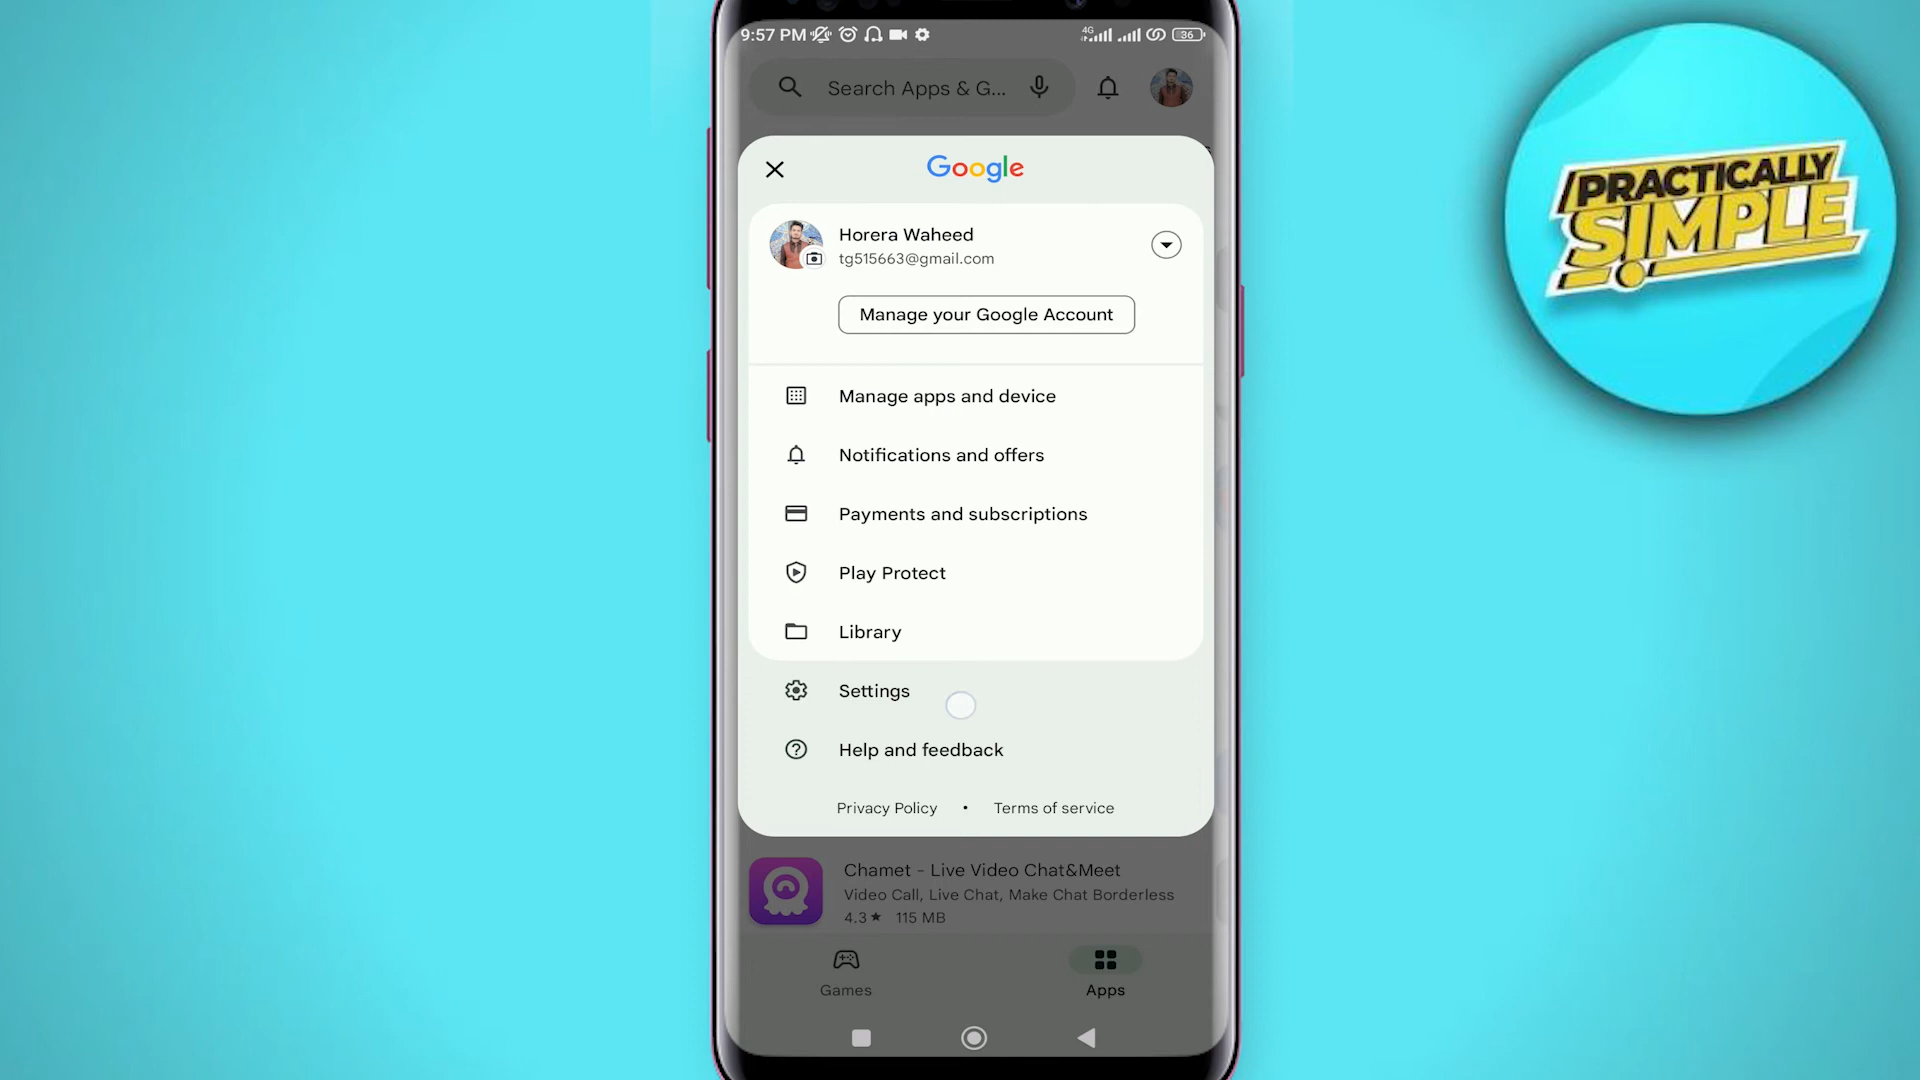 9:57 PM
4G
36
Search Apps & G...
Google
Horera Waheed
tg515663@gmail.com
Manage your Google Account
Manage apps and device
Notifications and offers
Payments and subscriptions
Play Protect
Library
Settings
Help and feedback
Privacy Policy • Terms of service
Chamet - Live Video Chat&Meet
Video Call, Live Chat, Make Chat Borderless
4.3★ 115 MB
Games
Apps
PRACTICALLY
SIMPLE